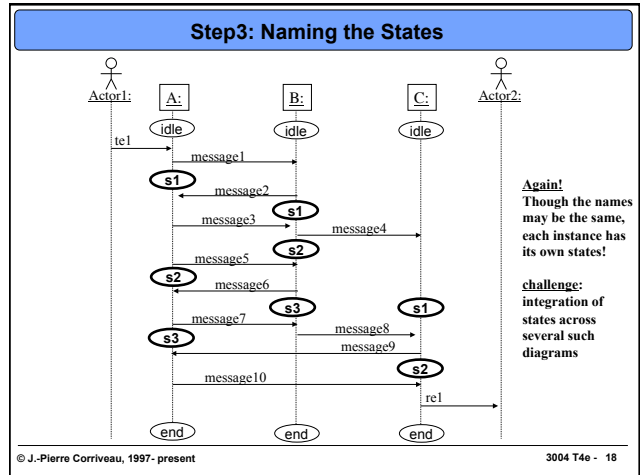 Step3: Naming the States
Actor1:
A:
B:
C:
Actor2:
idle
idle
idle
te1
message1
s1
message2
s1
message3
message4
s2
message5
s2
message6
s3
s1
message7
message8
s3
message9
s2
message10
re1
end
end
end
Again!
Though the names
may be the same,
each instance has
its own states!
challenge:
integration of
states across
several such
diagrams
© J.-Pierre Corriveau, 1997- present
3004 T4e - 18